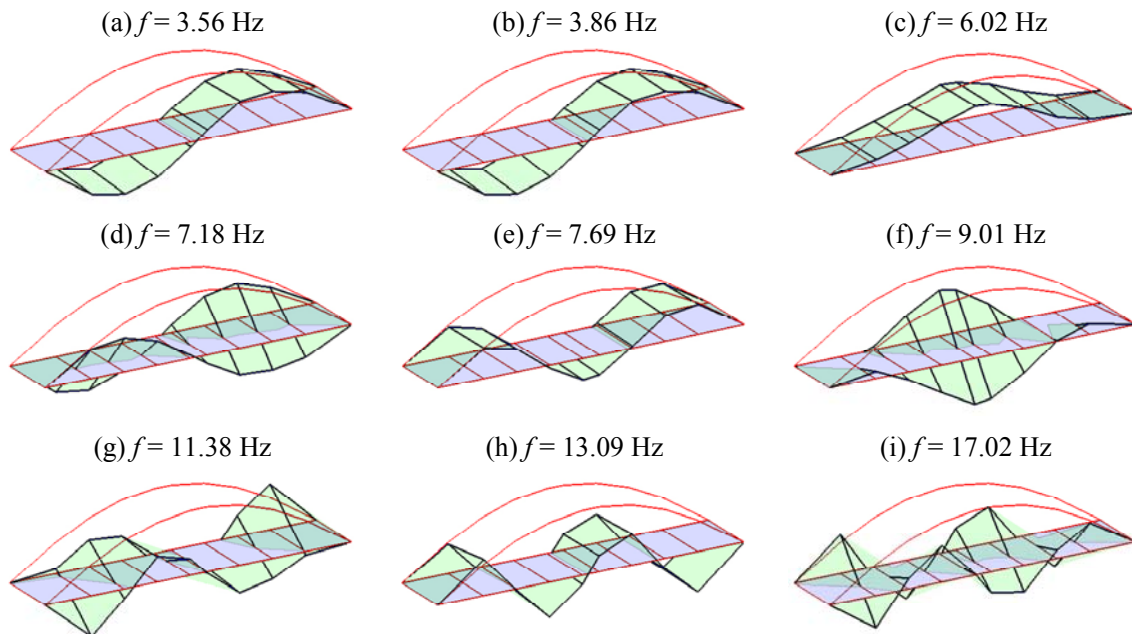 (a) f = 3.56 Hz
(b) f = 3.86 Hz
(c) f = 6.02 Hz
(d) f = 7.18 Hz
(e) f = 7.69 Hz
(f) f = 9.01 Hz
(g) f = 11.38 Hz
(h) f = 13.09 Hz
(i) f = 17.02 Hz